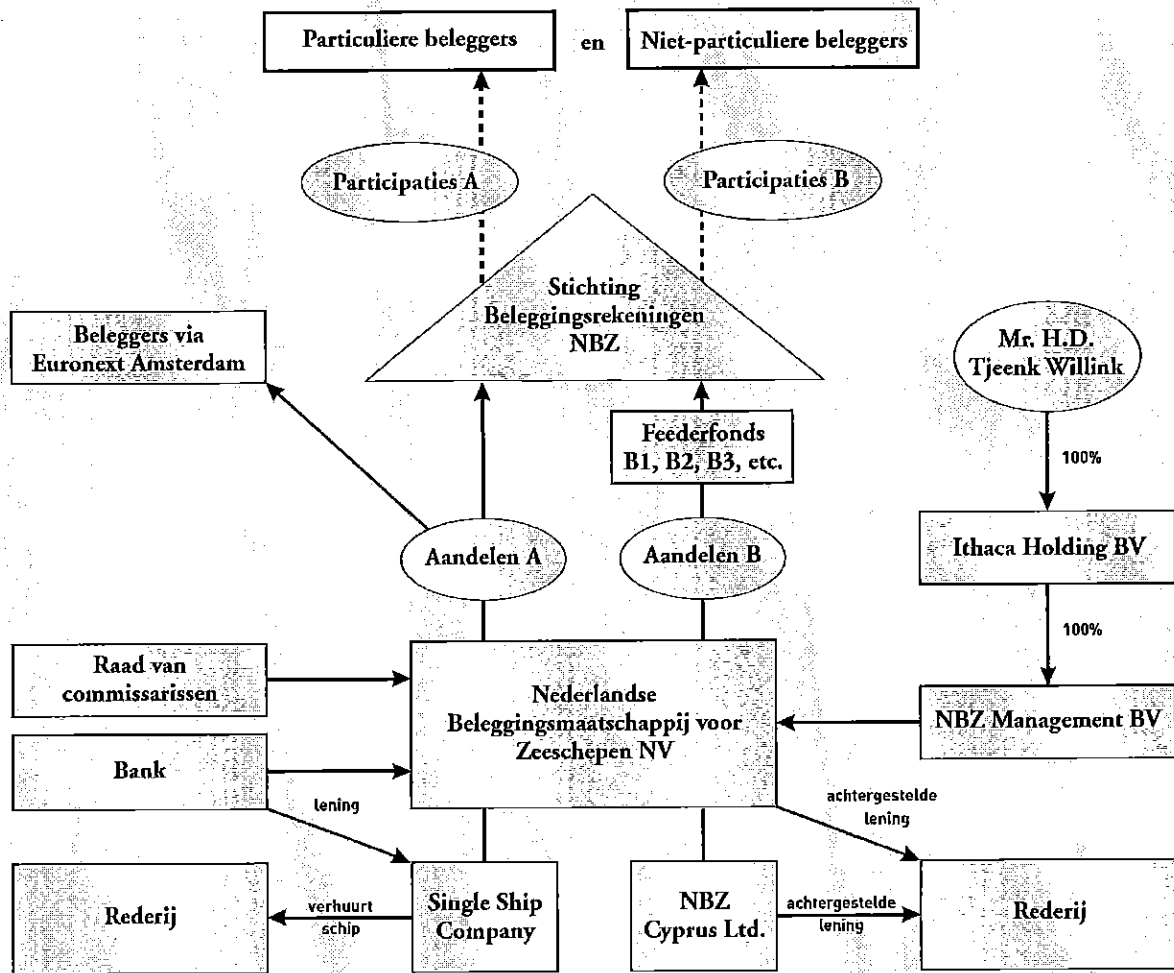 Particuliere beleggers
en
Niet-particuliere beleggers
Participaties A
Participaties B
Stichting
Beleggingsrekeningen
NBZ
Beleggers via
Euronext Amsterdam
Mr. H.D.
Tjeenk Willink
Feederfonds
B1, B2, B3, etc.
100%
Aandelen A
Aandelen B
Ithaca Holding BV
100%
Raad van
commissarissen
Nederlandse
Beleggingsmaatschappij voor
Zeeschepen NV
NBZ Management BV
Bank
lening
achtergestelde
lening
Rederij
verhuurt
schip
Single Ship
Company
NBZ
Cyprus Ltd.
achtergestelde
lening
Rederij